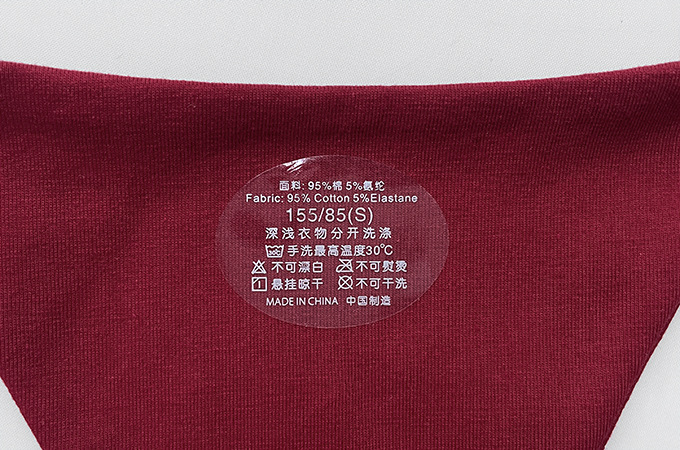 面料: 95%棉 5%氨纶
Fabric: 95% Cotton 5%Elastane
155/85(S)
深浅衣物分开洗涤
手洗最高温度30℃
不可漂白 不可熨烫
悬挂晾干 不可干洗
MADE IN CHINA 中国制造